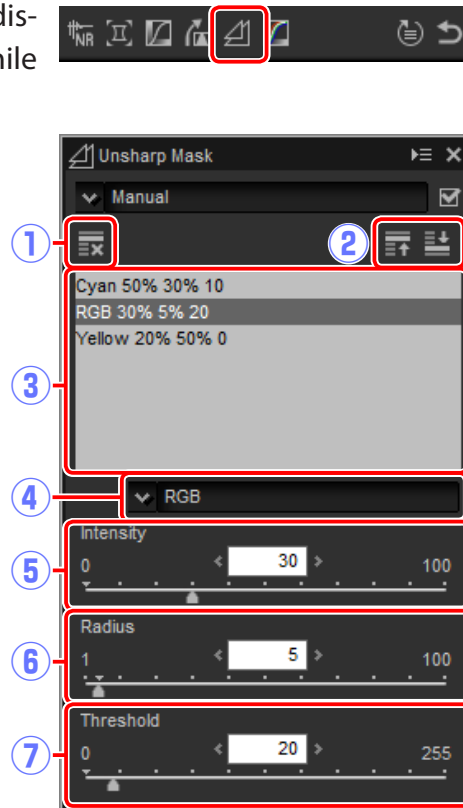 dis-
hile
NR
Unsharp Mask
Manual
① ②
Cyan 50% 30% 10
RGB 30% 5% 20
Yellow 20% 50% 0
③
④ RGB
Intensity
⑤ 0 30 100
Radius
⑥ 1 5 100
Threshold
⑦ 0 20 255